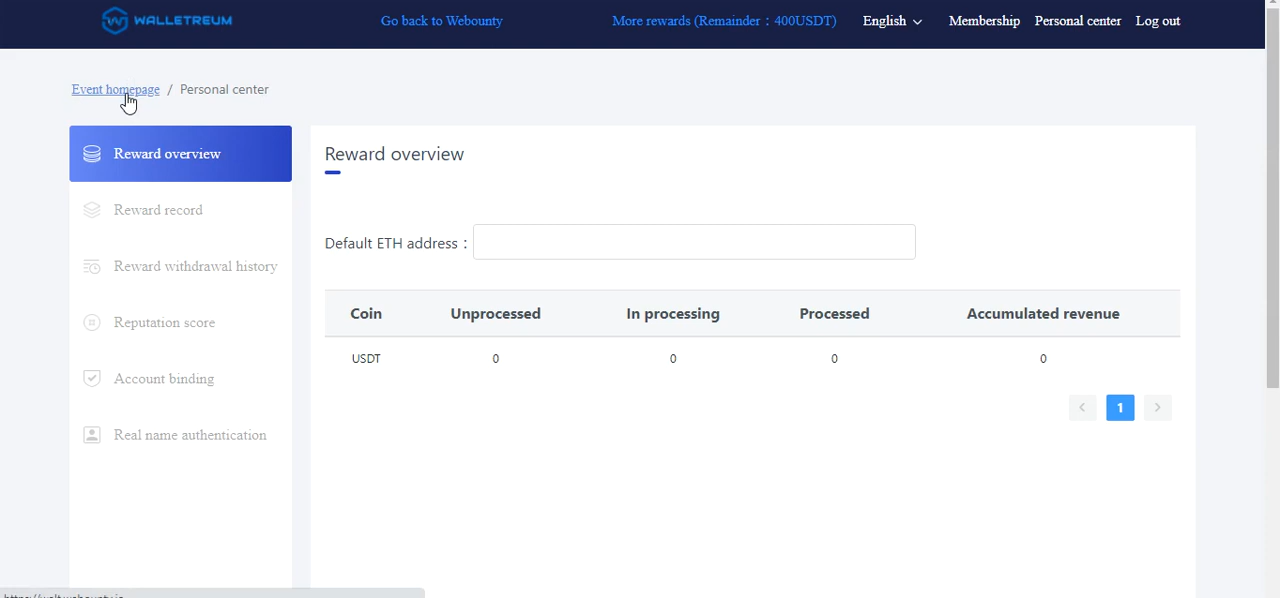 WALLETREUM
Go back to Webounty
More rewards (Remainder：400USDT)
English
Membership
Personal center
Log out
Event homepage / Personal center
Reward overview
Reward record
Reward withdrawal history
Reputation score
Account binding
Real name authentication
Reward overview
Default ETH address：
Coin Unprocessed In processing Processed Accumulated revenue
USDT 0 0 0 0
< 1 >